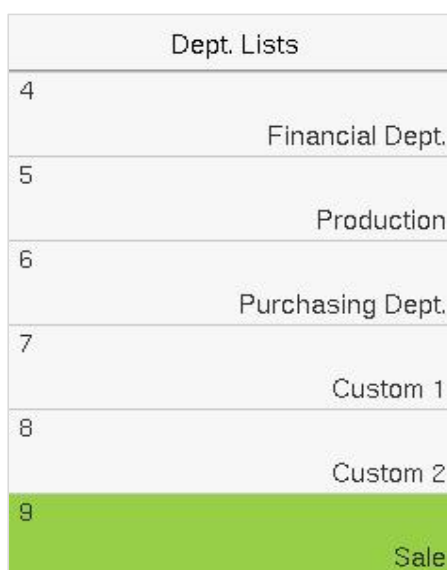 Dept. Lists
4
Financial Dept.
5
Production
6
Purchasing Dept.
7
Custom 1
8
Custom 2
9
Sale